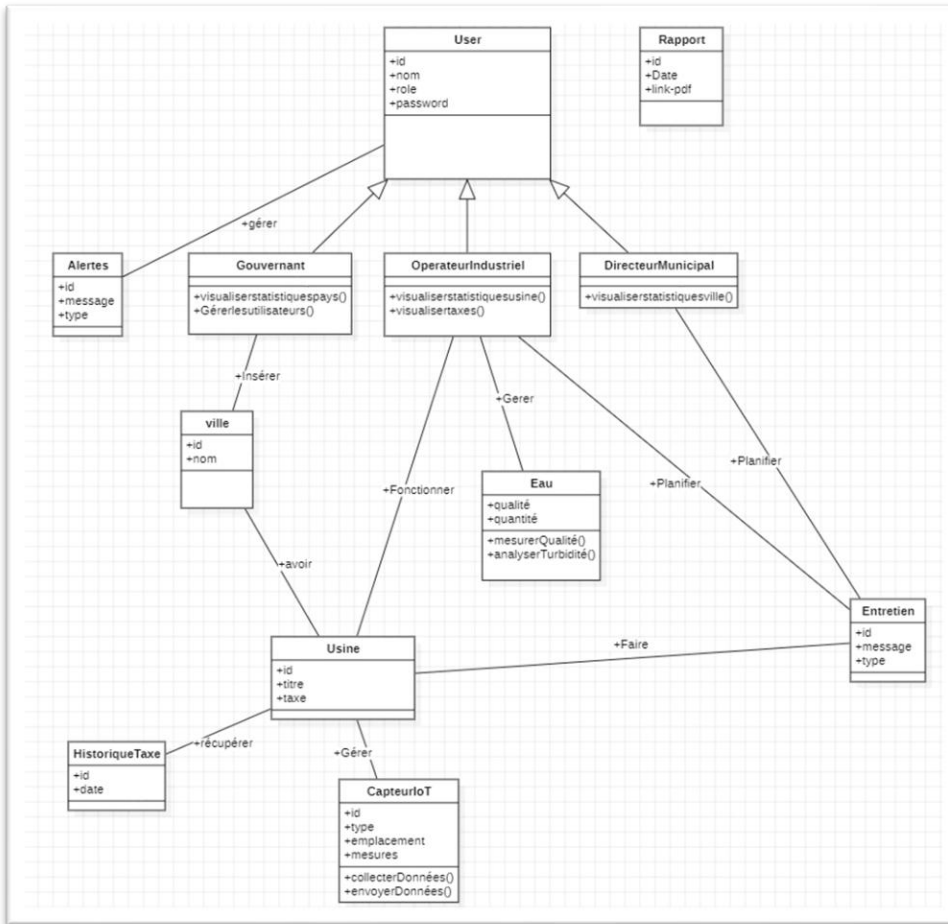 User
+id
+nom
+role
+password
Rapport
+id
+Date
+link-pdf
+gérer
Alertes
+id
+message
+type
Gouvernant
+visualiserstatistiquespays()
+Gérerlesutilisateurs()
OperateurIndustriel
+visualiserstatistiquesusine()
+visualisertaxes()
DirecteurMunicipal
+visualiserstatistiquesville()
+Insérer
+Gerer
ville
+id
+nom
+Planifier
+Planifier
+Fonctionner
Eau
+qualité
+quantité
+mesurerQualité()
+analyserTurbidité()
+avoir
Entretien
+id
+message
+type
Usine
+id
+titre
+taxe
+Faire
+récupérer
HistoriqueTaxe
+id
+date
+Gérer
CapteurIoT
+id
+type
+emplacement
+mesures
+collecterDonnées()
+envoyerDonnées()